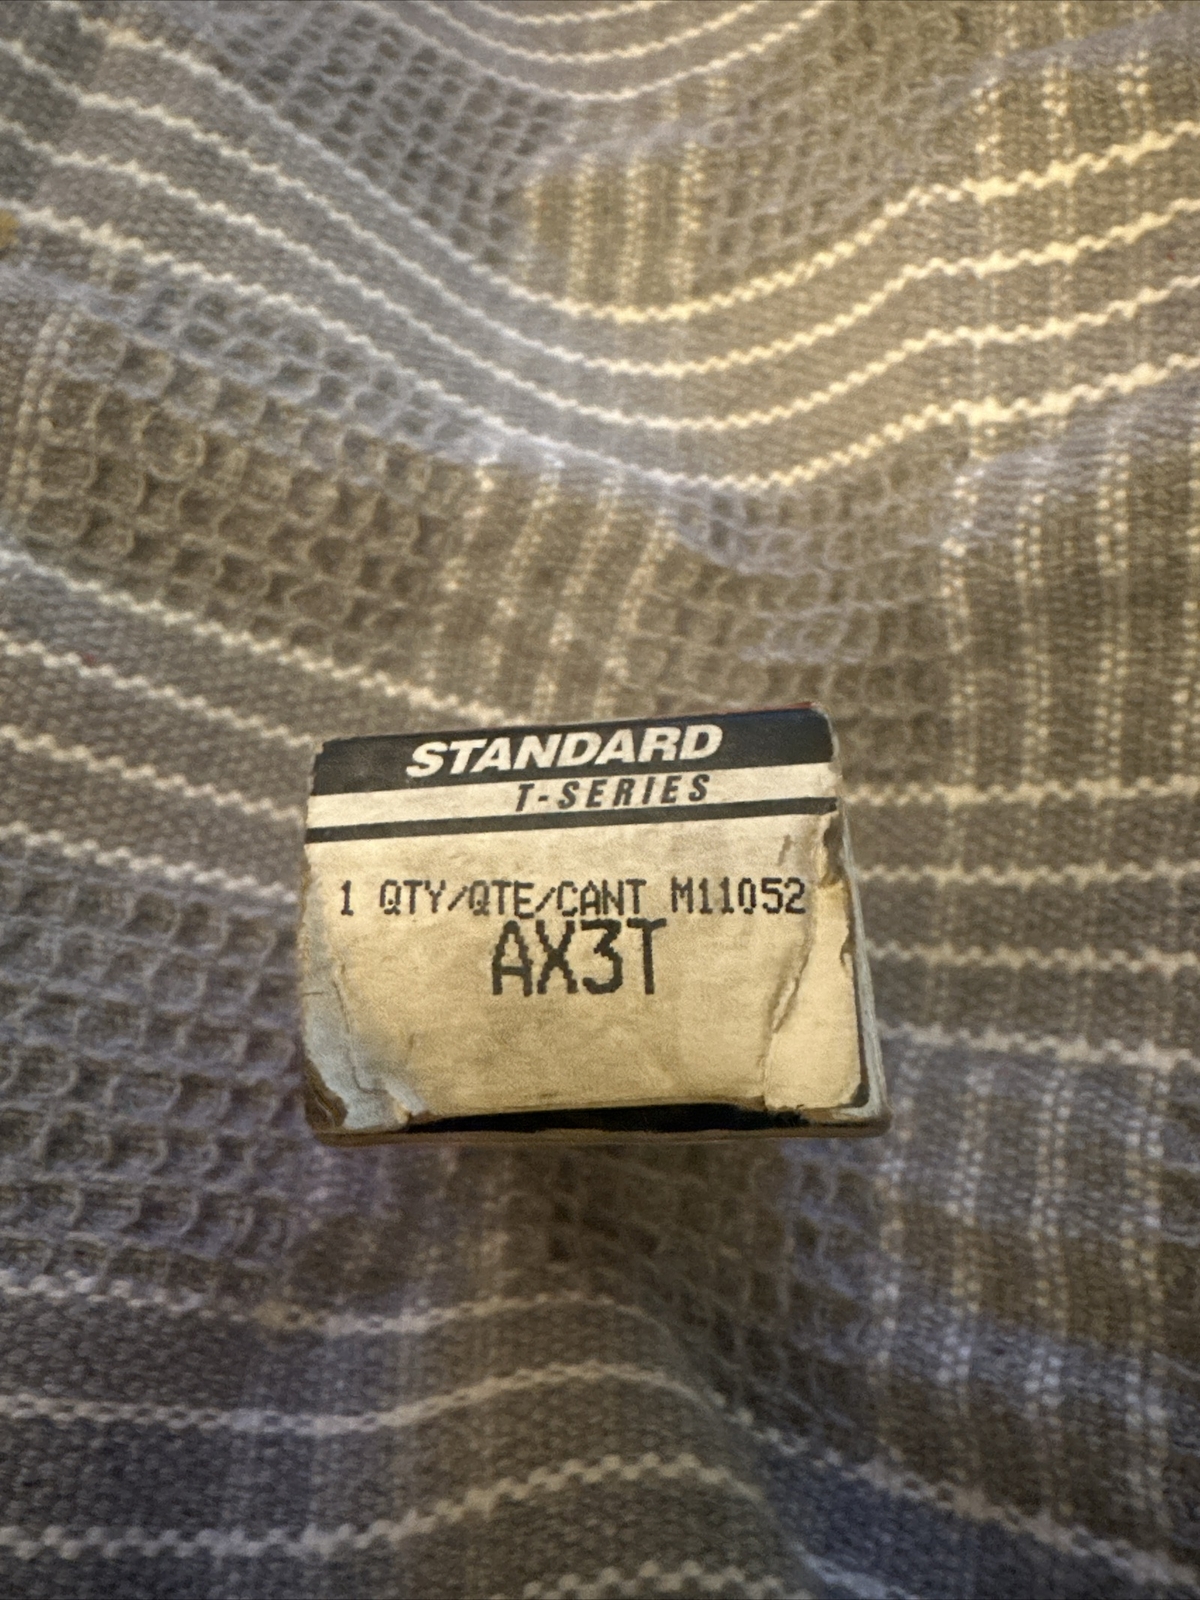 STANDARD
T-SERIES
1 QTY/QTE/CANT M11052
AX3T